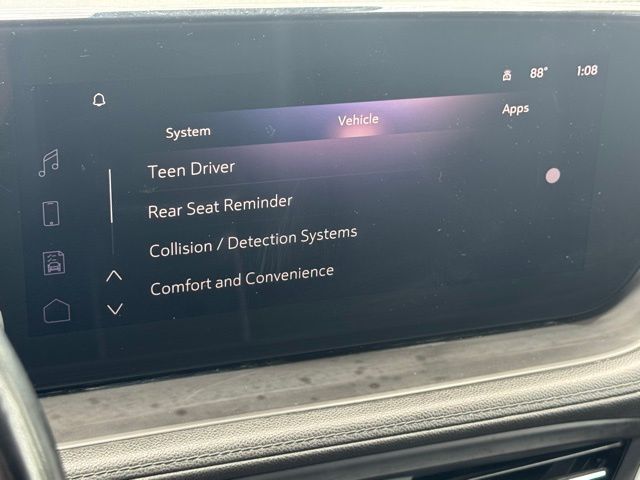 88° 1:08
System Vehicle Apps
Teen Driver
Rear Seat Reminder
Collision / Detection Systems
Comfort and Convenience